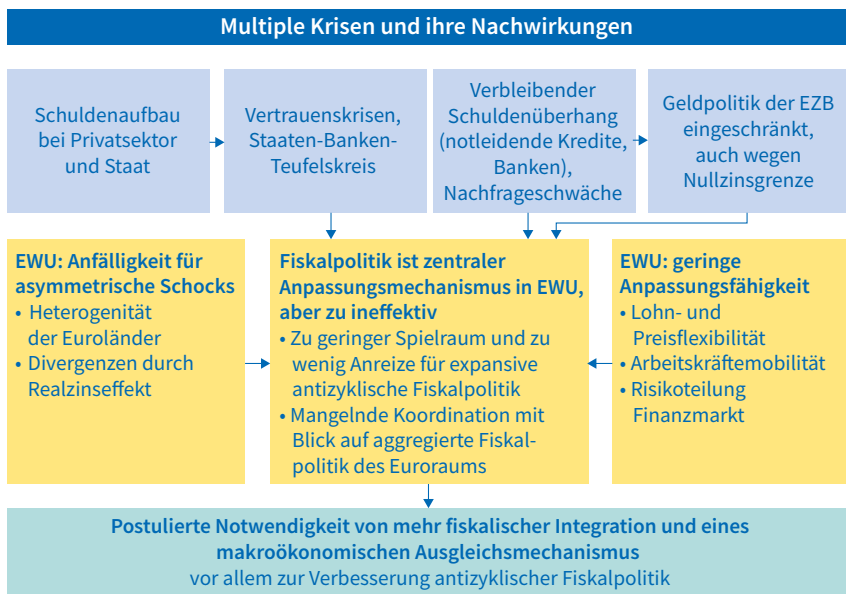 Multiple Krisen und ihre Nachwirkungen
Schuldenaufbau
bei Privatsektor
und Staat
Vertrauenskrisen,
Staaten-Banken-
Teufelskreis
Verbleibender
Schuldenüberhang
(notleidende Kredite,
Banken),
Nachfrageschwäche
Geldpolitik der EZB
eingeschränkt,
auch wegen
Nullzinsgrenze
EWU: Anfälligkeit für
asymmetrische Schocks
• Heterogenität
der Euroländer
• Divergenzen durch
Realzinseffekt
Fiskalpolitik ist zentraler
Anpassungsmechanismus in EWU,
aber zu ineffektiv
• Zu geringer Spielraum und zu
wenig Anreize für expansive
antizyklische Fiskalpolitik
• Mangelnde Koordination mit
Blick auf aggregierte Fiskal-
politik des Euroraums
EWU: geringe
Anpassungsfähigkeit
• Lohn- und
Preisflexibilität
• Arbeitskräftemobilität
• Risikoteilung
Finanzmarkt
Postulierte Notwendigkeit von mehr fiskalischer Integration und eines
makroökonomischen Ausgleichsmechanismus
vor allem zur Verbesserung antizyklischer Fiskalpolitik